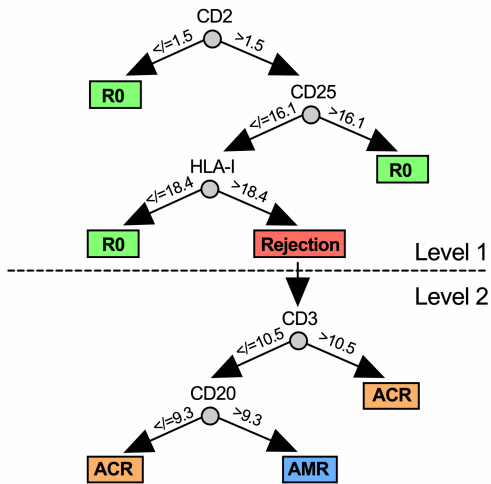 CD2
</=1.5 >1.5
R0 CD25
</=16.1 >16.1
HLA-I R0
</=18.4 >18.4
R0 Rejection
Level 1
Level 2
CD3
</=10.5 >10.5
CD20 ACR
</=9.3 >9.3
ACR AMR